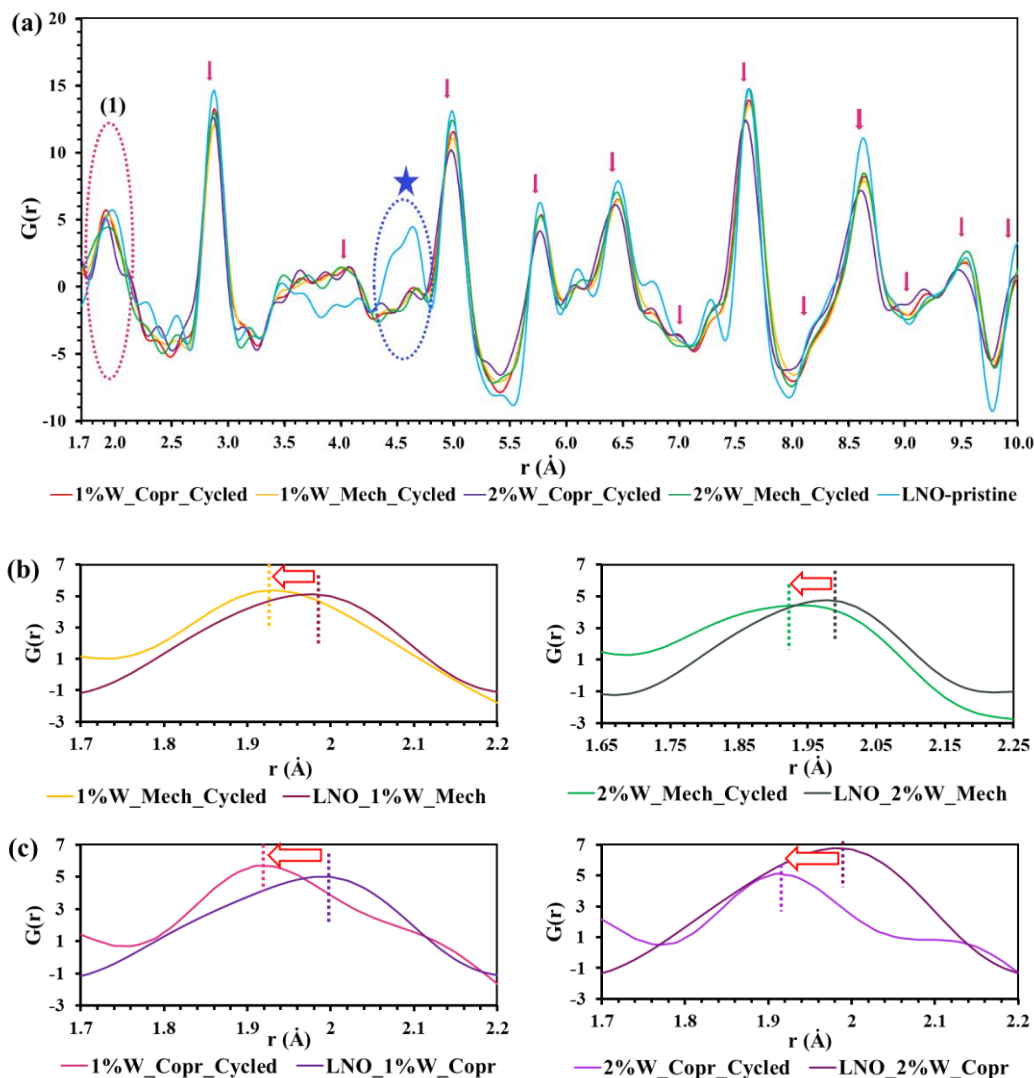 (a)
20
15
10
5
0
-5
-10
G(r)
(1)
1.7 2.0 2.5 3.0 3.5 4.0 4.5 5.0 5.5 6.0 6.5 7.0 7.5 8.0 8.5 9.0 9.5 10.0
r (Å)
1%W_Copr_Cycled 1%W_Mech_Cycled 2%W_Copr_Cycled 2%W_Mech_Cycled LNO-pristine
(b)
7
5
3
1
-1
-3
G(r)
1.7 1.8 1.9 2 2.1 2.2
r (Å)
1%W_Mech_Cycled LNO_1%W_Mech
7
5
3
1
-1
-3
G(r)
1.65 1.75 1.85 1.95 2.05 2.15 2.25
r (Å)
2%W_Mech_Cycled LNO_2%W_Mech
(c)
7
5
3
1
-1
-3
G(r)
1.7 1.8 1.9 2 2.1 2.2
r (Å)
1%W_Copr_Cycled LNO_1%W_Copr
7
5
3
1
-1
-3
G(r)
1.7 1.8 1.9 2 2.1 2.2
r (Å)
2%W_Copr_Cycled LNO_2%W_Copr